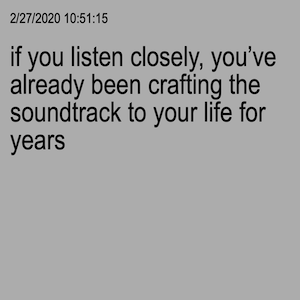 2/27/2020 10:51:15
if you listen closely, you’ve
already been crafting the
soundtrack to your life for
years